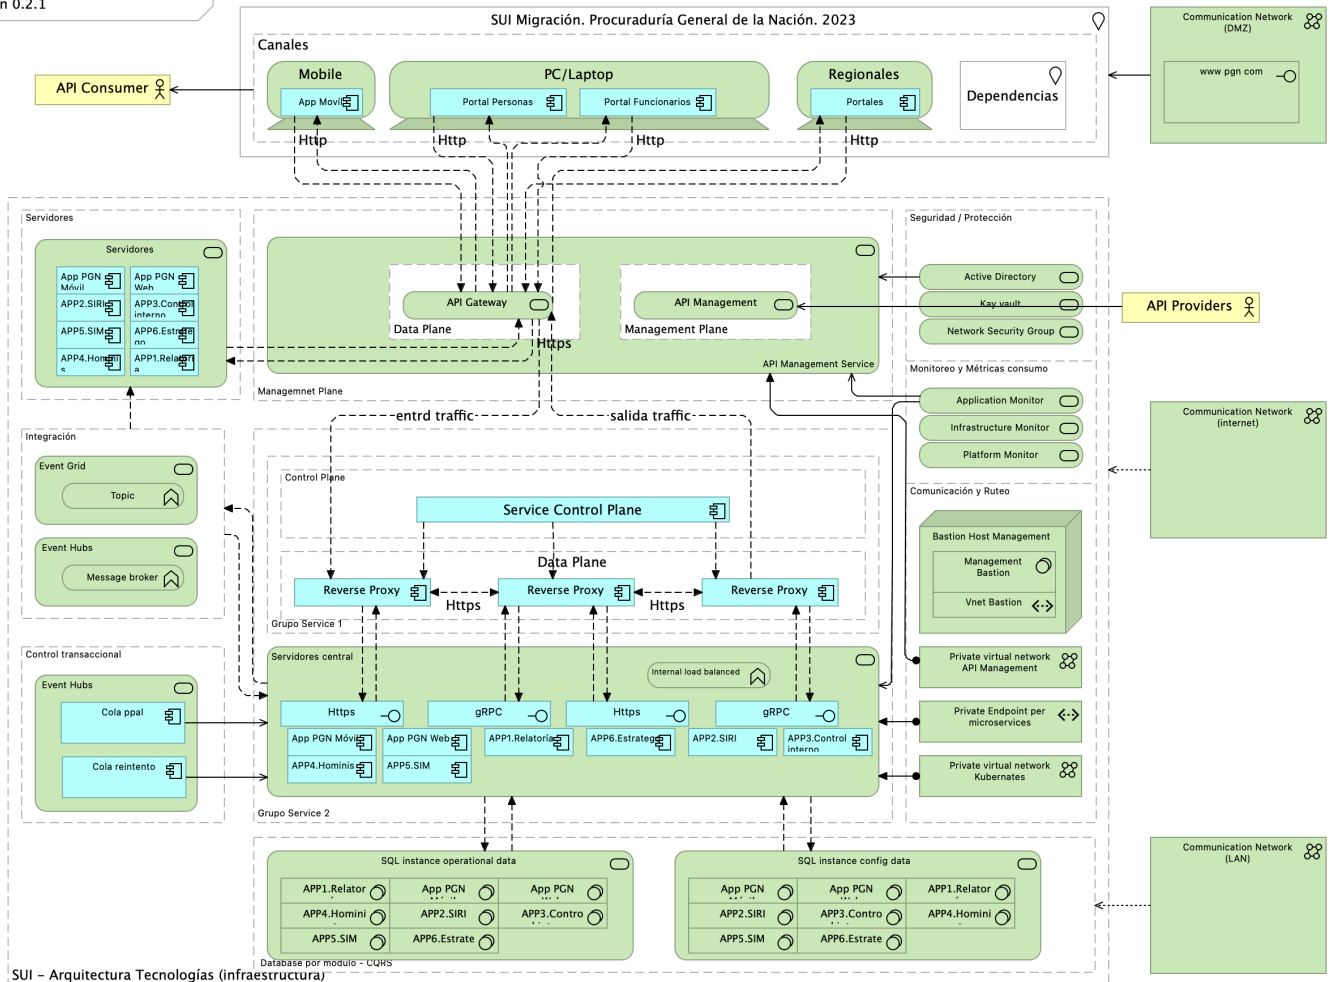 n 0.2.1
SUI Migración. Procuraduría General de la Nación. 2023
Canales
Mobile
App Movil
PC/Laptop
Portal Personas
Portal Funcionarios
Regionales
Portales
Dependencias
Http
Http
Http
Http
API Consumer
Communication Network
(DMZ)
www pgn com
Servidores
Servidores
App PGN
Móvil
App PGN
Web
APP2.SIRI
APP3.Control
interno
APP5.SIM
APP6.Estrate
go
APP4.Homini
s
APP1.Relatorí
a
API Gateway
Data Plane
API Management
Management Plane
Https
API Management Service
Managemnet Plane
Seguridad / Protección
Active Directory
Kay vault
Network Security Group
API Providers
Monitoreo y Métricas consumo
Application Monitor
Infrastructure Monitor
Platform Monitor
Communication Network
(internet)
entrd traffic
salida traffic
Integración
Event Grid
Topic
Event Hubs
Message broker
Control Plane
Service Control Plane
Data Plane
Reverse Proxy
Reverse Proxy
Reverse Proxy
Https
Https
Grupo Service 1
Comunicación y Ruteo
Bastion Host Management
Management
Bastion
Vnet Bastion
Private virtual network
API Management
Private Endpoint per
microservices
Private virtual network
Kubernates
Control transaccional
Event Hubs
Cola ppal
Cola reintento
Servidores central
Internal load balanced
Https
gRPC
Https
gRPC
App PGN Móvil
App PGN Web
APP1.Relatoría
APP6.Estratego
APP2.SIRI
APP3.Control
interno
APP4.Hominis
APP5.SIM
Grupo Service 2
SQL instance operational data
APP1.Relator
App PGN
App PGN
APP4.Homini
APP2.SIRI
APP3.Contro
APP5.SIM
APP6.Estrate
SQL instance config data
App PGN
App PGN
APP1.Relator
APP2.SIRI
APP3.Contro
APP4.Homini
APP5.SIM
APP6.Estrate
Database por modulo - CQRS
Communication Network
(LAN)
SUI - Arquitectura Tecnologías (infraestructura)